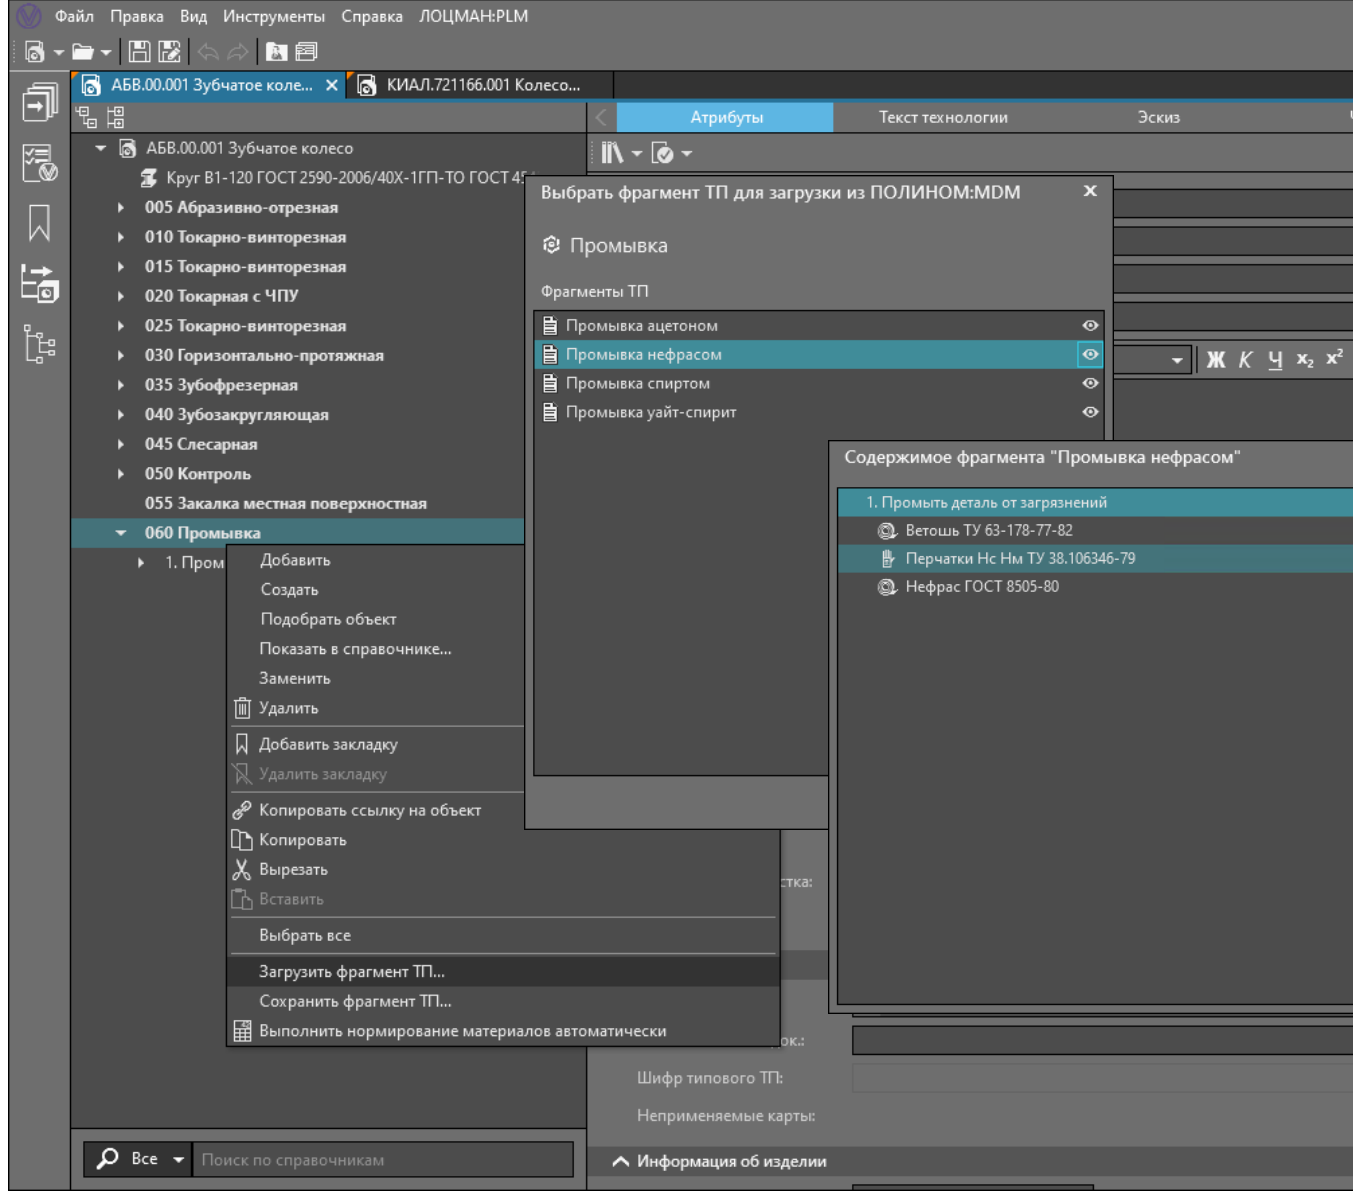 Файл Правка Вид Инструменты Справка ЛОЦМАН:PLM
АБВ.00.001 Зубчатое коле...
КИАЛ.721166.001 Колесо...
Атрибуты
Текст технологии
Эскиз
АБВ.00.001 Зубчатое колесо
Круг В1-120 ГОСТ 2590-2006/40Х-1ГП-ТО ГОСТ
005 Абразивно-отрезная
010 Токарно-винторезная
015 Токарно-винторезная
020 Токарная с ЧПУ
025 Токарно-винторезная
030 Горизонтально-протяжная
035 Зубофрезерная
040 Зубозакругляющая
045 Слесарная
050 Контроль
055 Закалка местная поверхностная
060 Промывка
1. Пром
Выбрать фрагмент ТП для загрузки из ПОЛИНОМ:MDM
Промывка
Фрагменты ТП
Промывка ацетоном
Промывка нефрасом
Промывка спиртом
Промывка уайт-спирит
Ж К Ч x₂ x²
Содержимое фрагмента "Промывка нефрасом"
1. Промыть деталь от загрязнений
Ветошь ТУ 63-178-77-82
Перчатки Нс Нм ТУ 38.106346-79
Нефрас ГОСТ 8505-80
Добавить
Создать
Подобрать объект
Показать в справочнике...
Заменить
Удалить
Добавить закладку
Удалить закладку
Копировать ссылку на объект
Копировать
Вырезать
Вставить
Выбрать все
Загрузить фрагмент ТП...
Сохранить фрагмент ТП...
Выполнить нормирование материалов автоматически
стка:
ок.:
Шифр типового ТП:
Неприменяемые карты:
Информация об изделии
Все
Поиск по справочникам